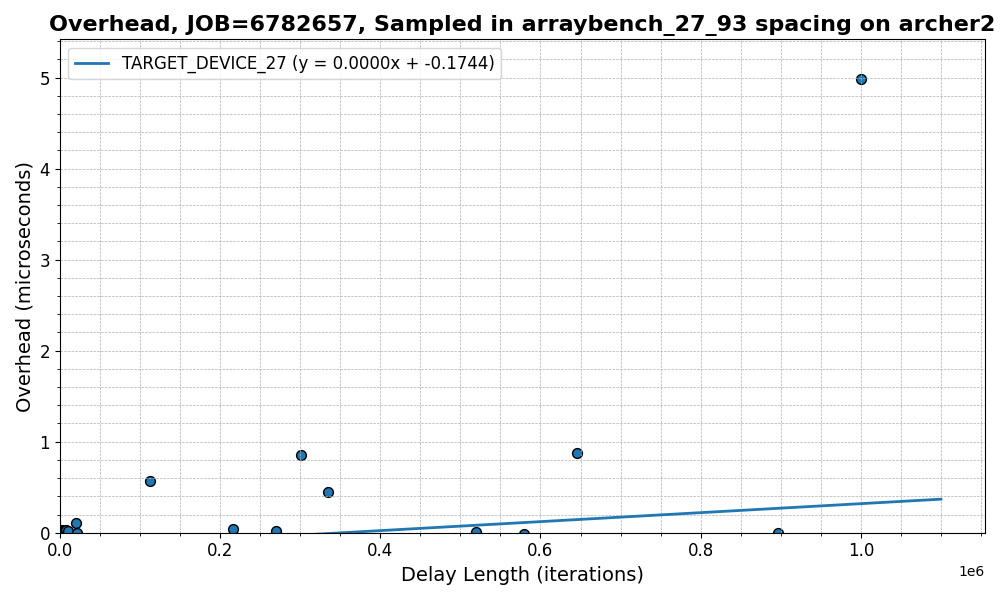 Overhead, JOB=6782657, Sampled in arraybench_27_93 spacing on archer2
TARGET_DEVICE_27 (y = 0.0000x + -0.1744)
Overhead (microseconds)
5
4
3
2
1
0
0.0 0.2 0.4 0.6 0.8 1.0
1e6
Delay Length (iterations)